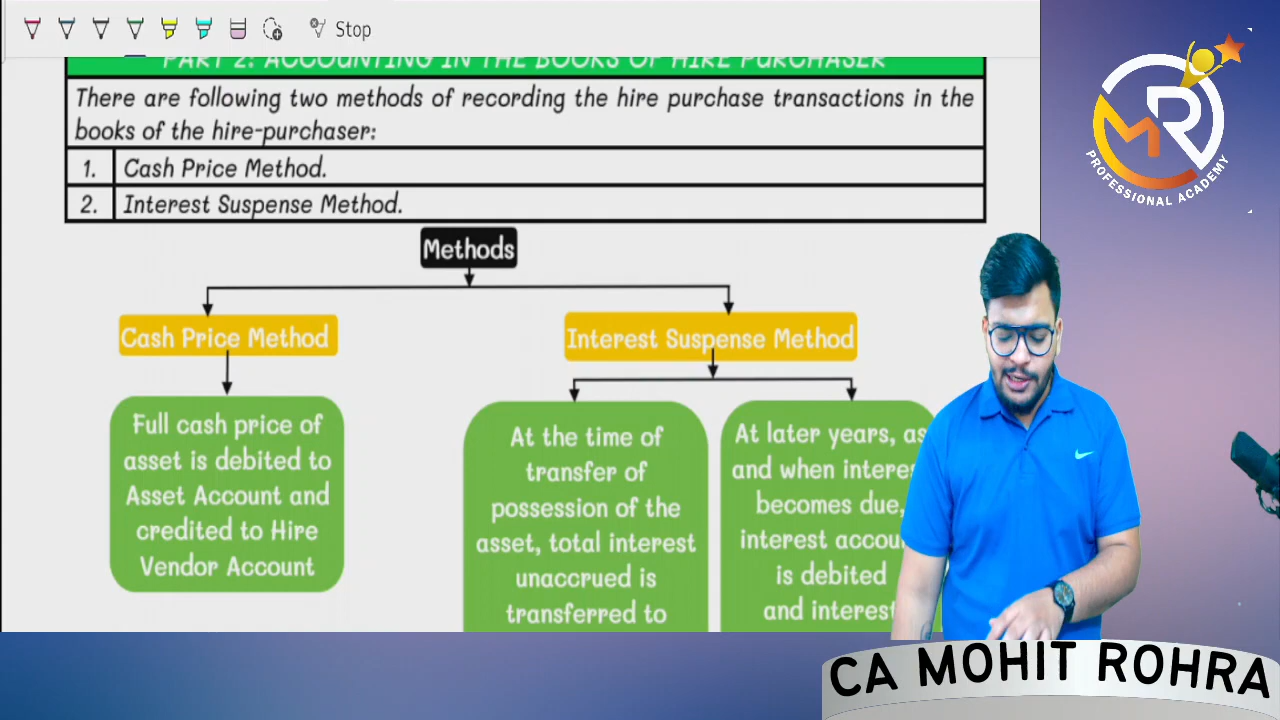 Stop
PART 2: ACCOUNTING IN THE BOOKS OF HIRE PURCHASER
There are following two methods of recording the hire purchase transactions in the
books of the hire-purchaser:
1. Cash Price Method.
2. Interest Suspense Method.
Methods
Cash Price Method
Interest Suspense Method
Full cash price of
asset is debited to
Asset Account and
credited to Hire
Vendor Account
At the time of
transfer of
possession of the
asset, total interest
unaccrued is
transferred to
At later years, as
and when interes
becomes due,
interest accou
is debited
and interest
MR
PROFESSIONAL ACADEMY
CA MOHIT ROHRA